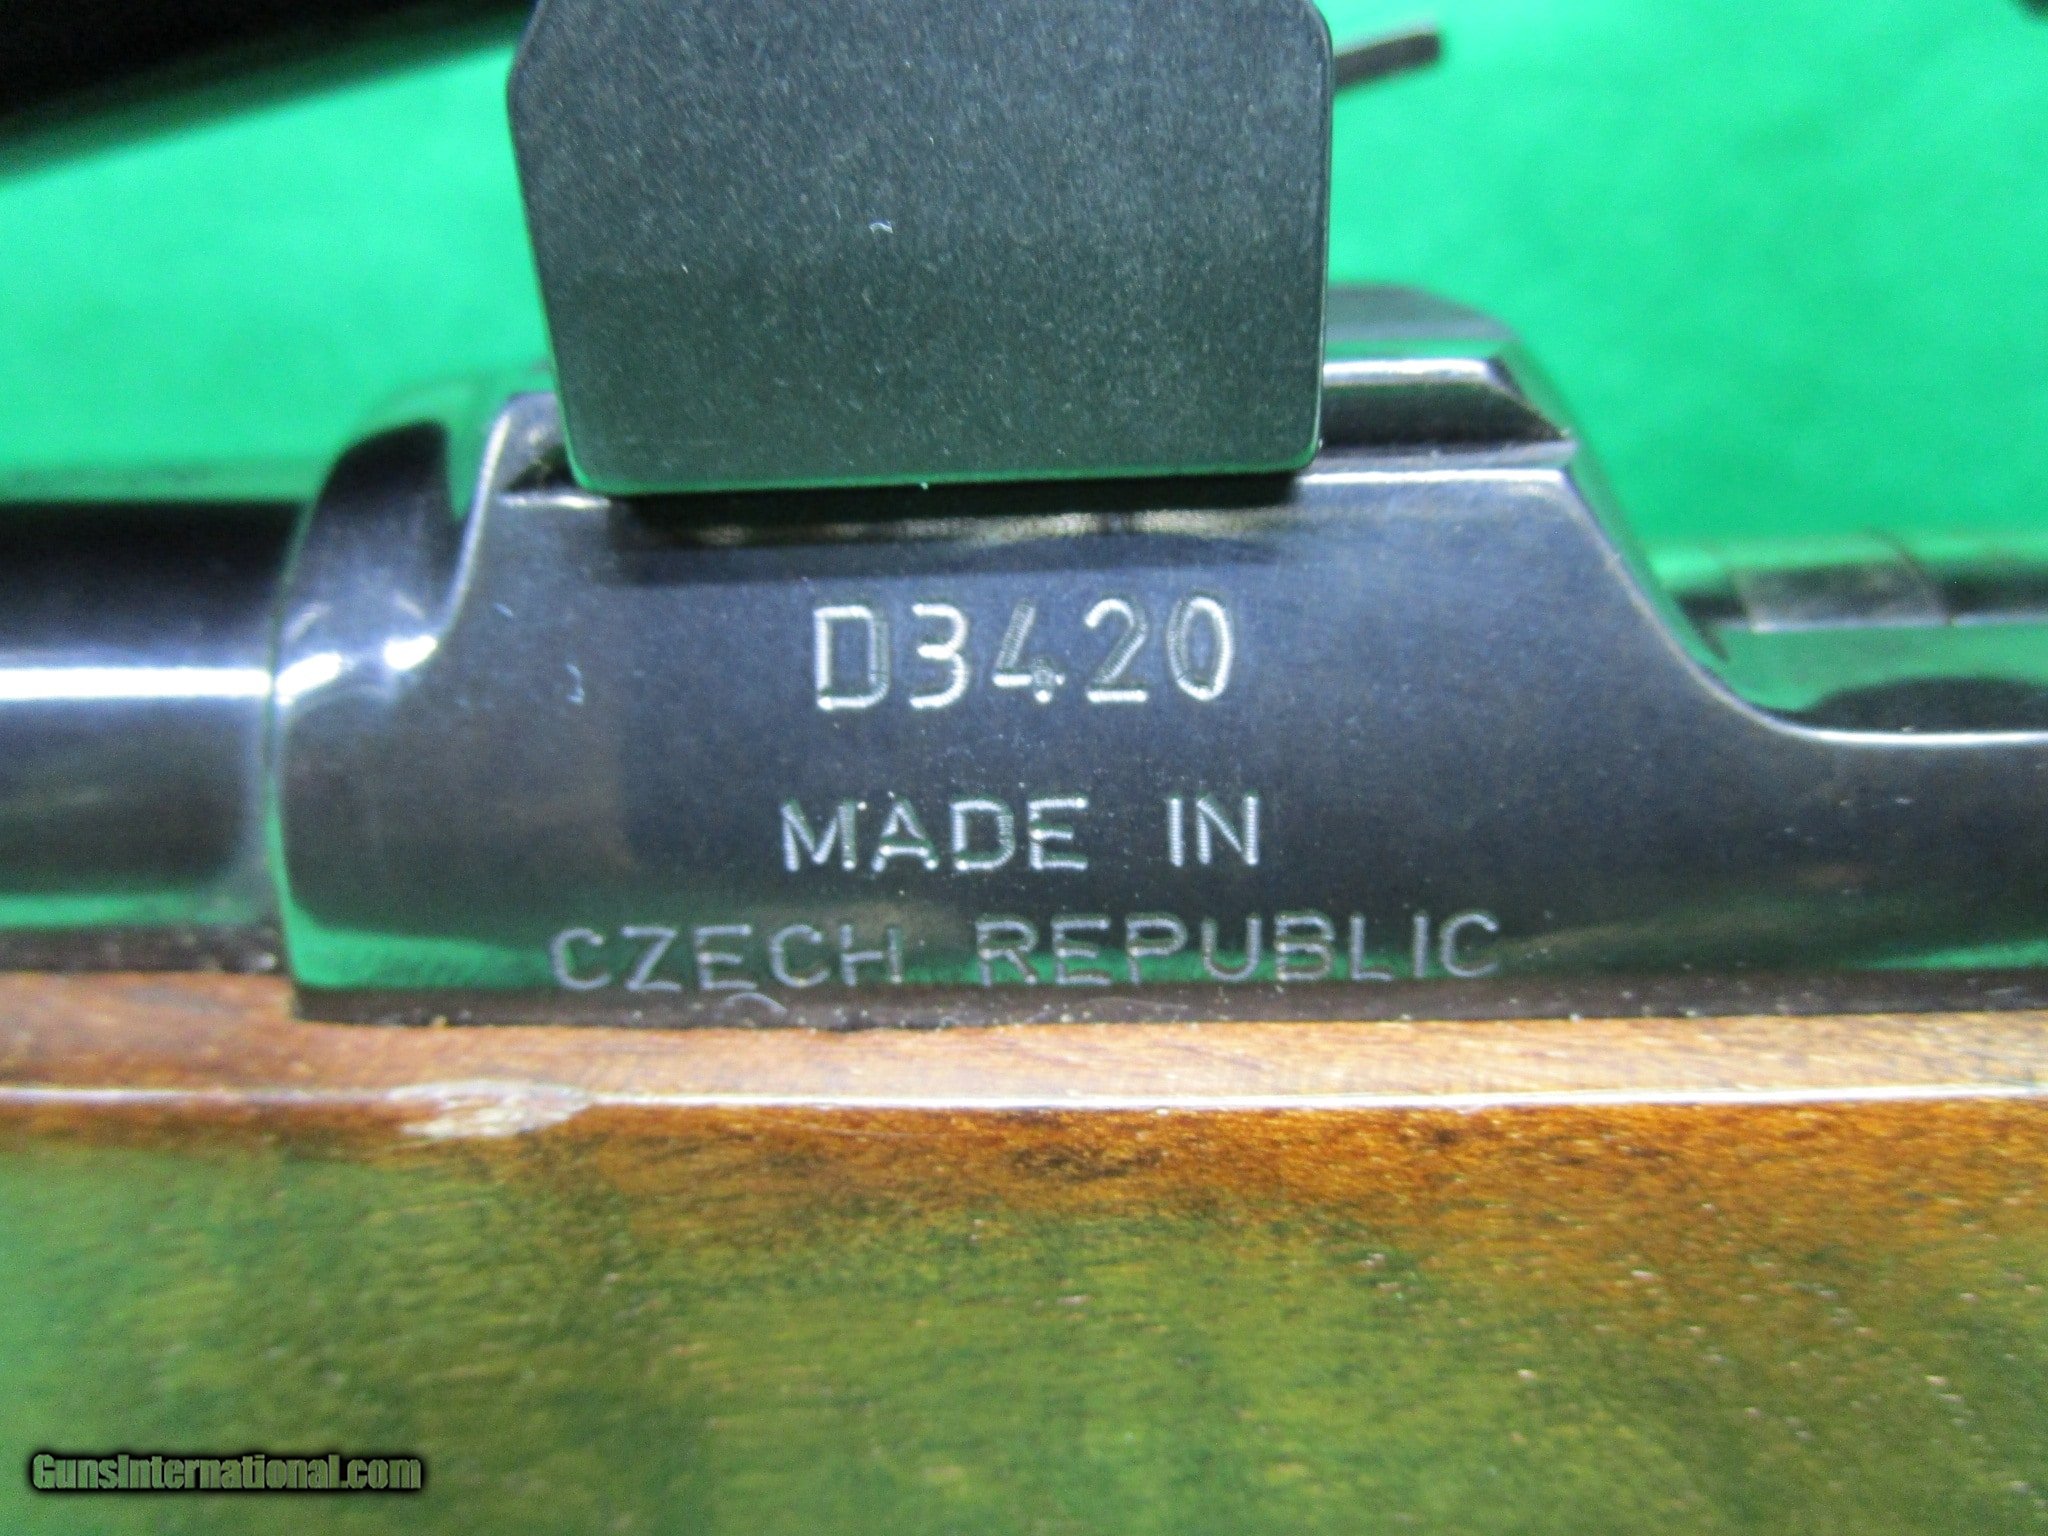 D3420
MADE IN
CZECH REPUBLIC
GunsInternational.com